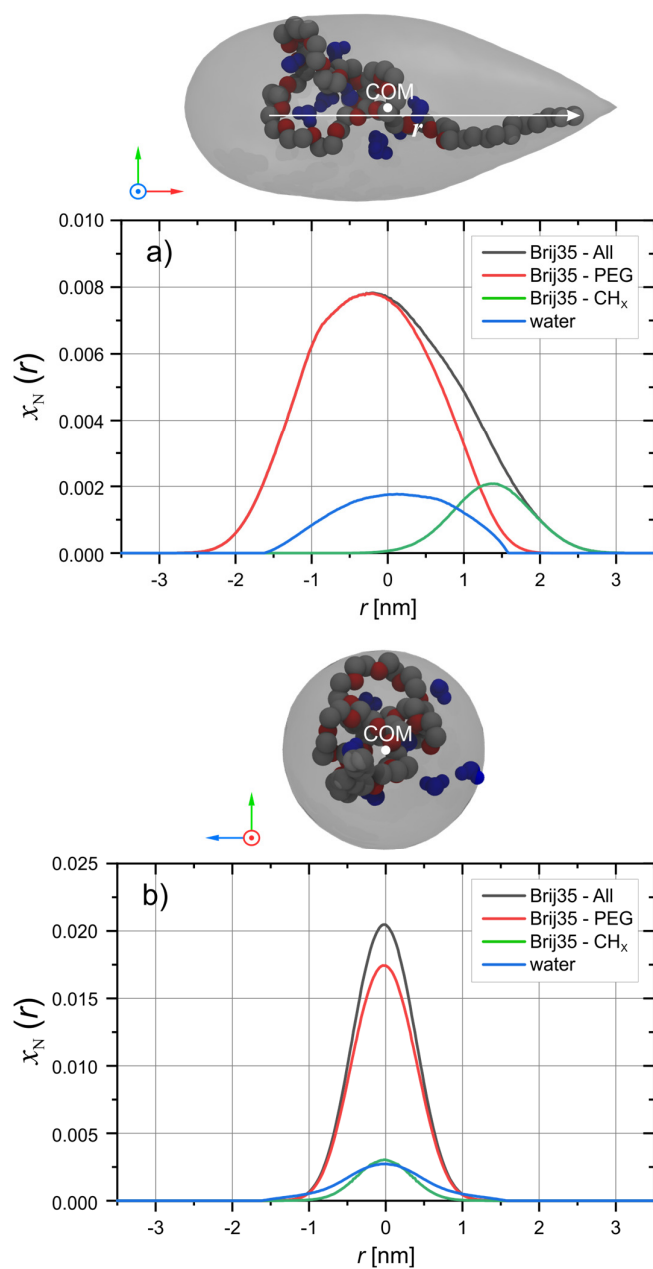 COM
r
a)
Brij35 - All
Brij35 - PEG
Brij35 - CHx
water
0.010
0.008
0.006
0.004
0.002
0.000
xN (r)
-3 -2 -1 0 1 2 3
r [nm]
COM
b)
Brij35 - All
Brij35 - PEG
Brij35 - CHx
water
0.025
0.020
0.015
0.010
0.005
0.000
xN (r)
-3 -2 -1 0 1 2 3
r [nm]